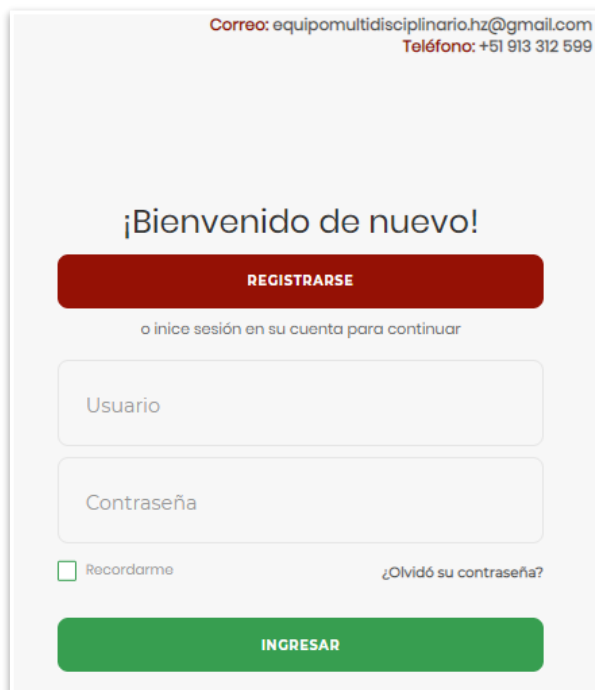 Correo: equipomultidisciplinario.hz@gmail.com
Teléfono: +51 913 312 599
¡Bienvenido de nuevo!
REGISTRARSE
o inice sesión en su cuenta para continuar
Usuario
Contraseña
Recordarme
¿Olvidó su contraseña?
INGRESAR